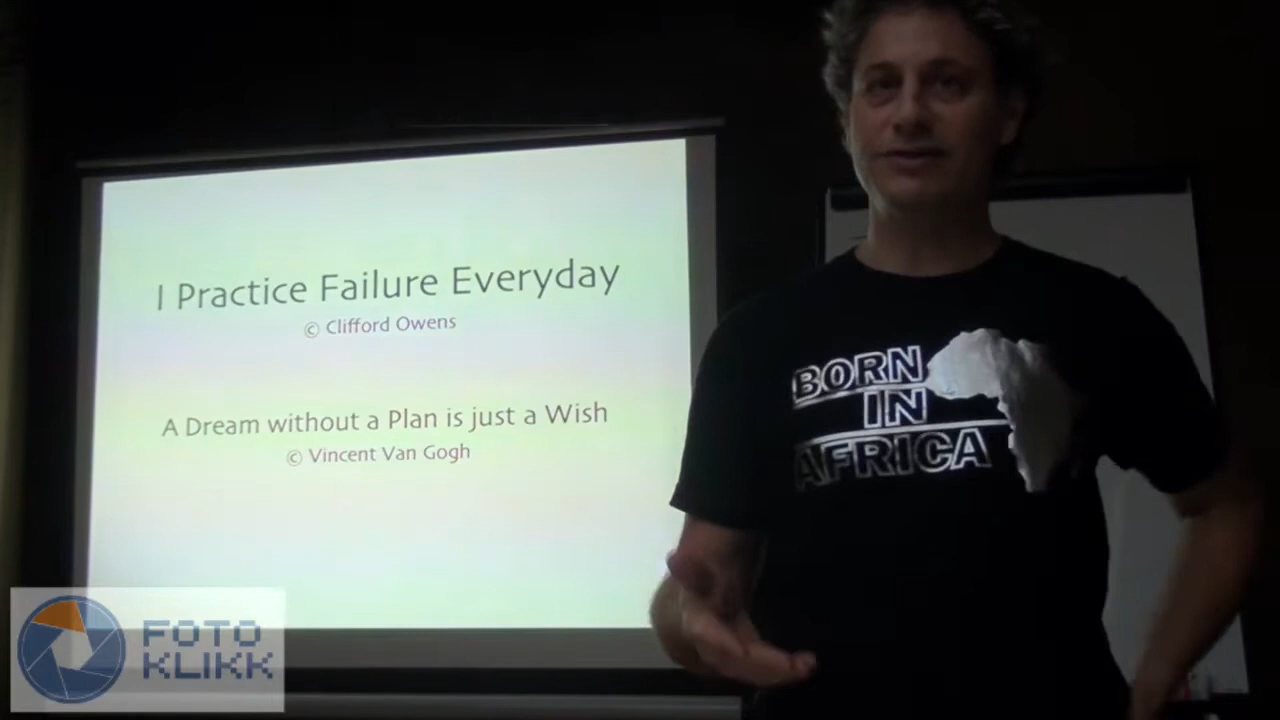 I Practice Failure Everyday
© Clifford Owens
A Dream without a Plan is just a Wish
© Vincent Van Gogh
BORN
IN
AFRICA
FOTO
KLIKK